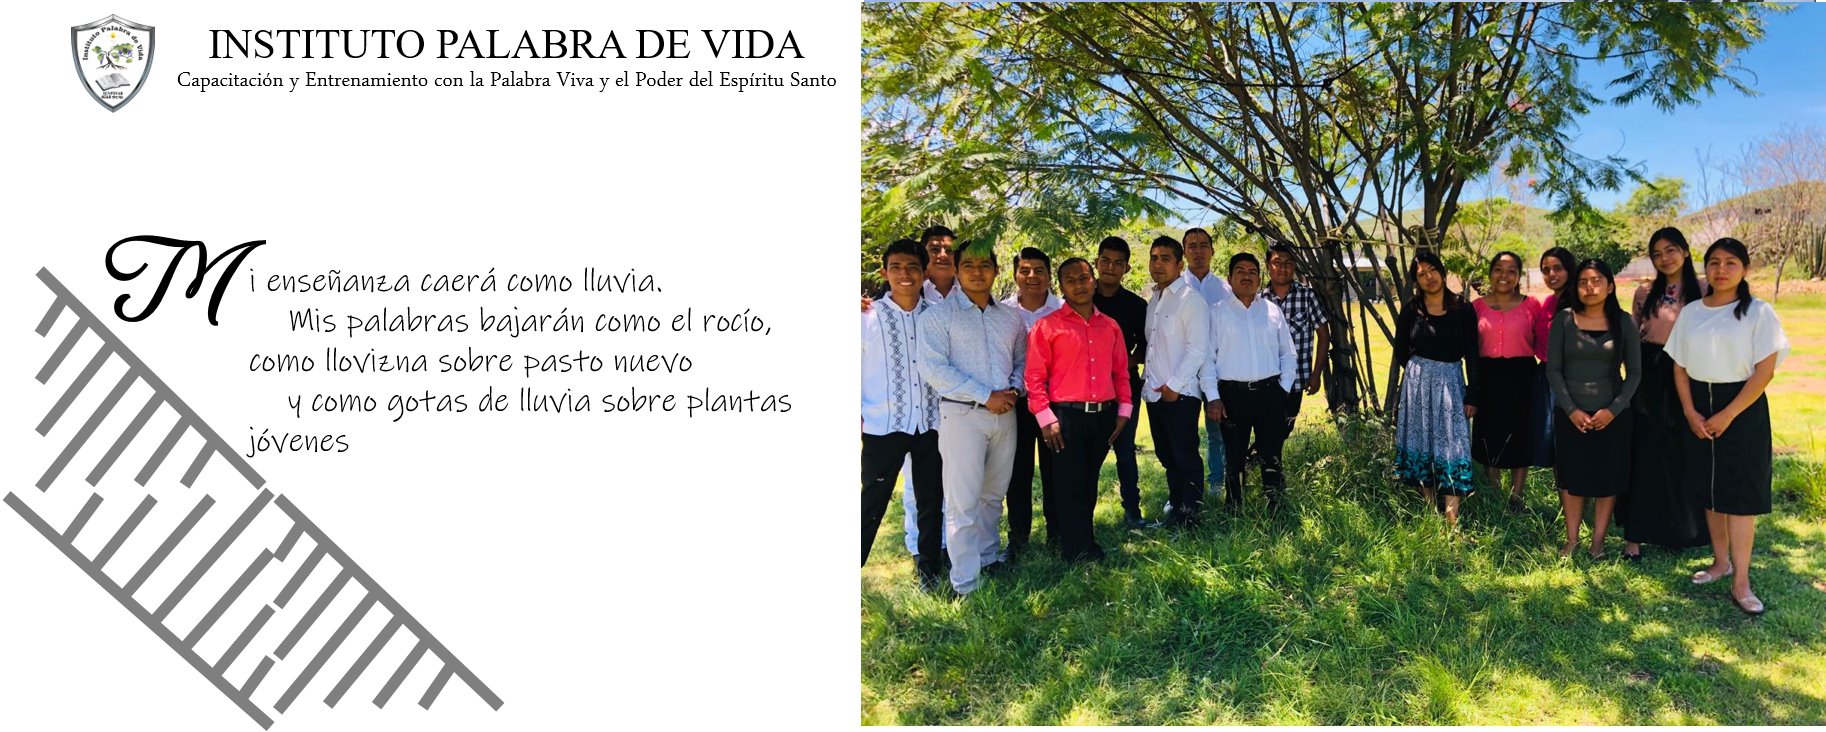 Instituto Palabra de Vida
INSTITUTO PALABRA DE VIDA
Capacitación y Entrenamiento con la Palabra Viva y el Poder del Espíritu Santo
Mi enseñanza caerá como lluvia.
Mis palabras bajarán como el rocío,
como llovizna sobre pasto nuevo
y como gotas de lluvia sobre plantas
jóvenes